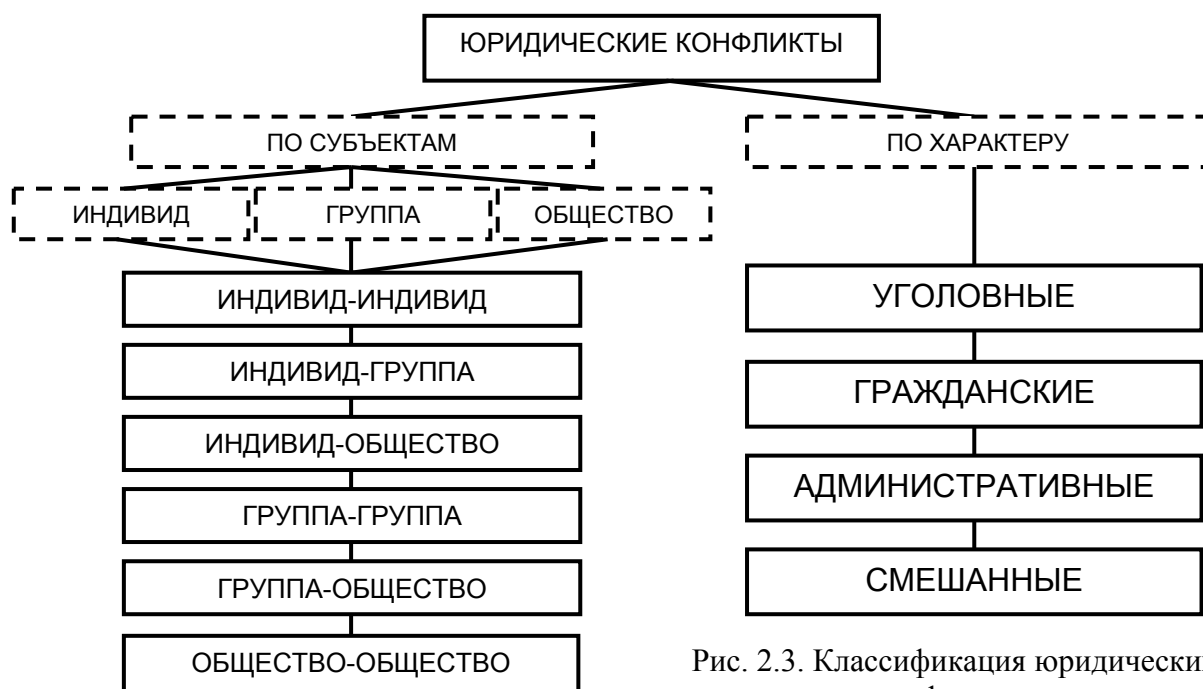 ЮРИДИЧЕСКИЕ КОНФЛИКТЫ
ПО СУБЪЕКТАМ
ПО ХАРАКТЕРУ
ИНДИВИД
ГРУППА
ОБЩЕСТВО
ИНДИВИД-ИНДИВИД
ИНДИВИД-ГРУППА
ИНДИВИД-ОБЩЕСТВО
ГРУППА-ГРУППА
ГРУППА-ОБЩЕСТВО
ОБЩЕСТВО-ОБЩЕСТВО
УГОЛОВНЫЕ
ГРАЖДАНСКИЕ
АДМИНИСТРАТИВНЫЕ
СМЕШАННЫЕ
Рис. 2.3. Классификация